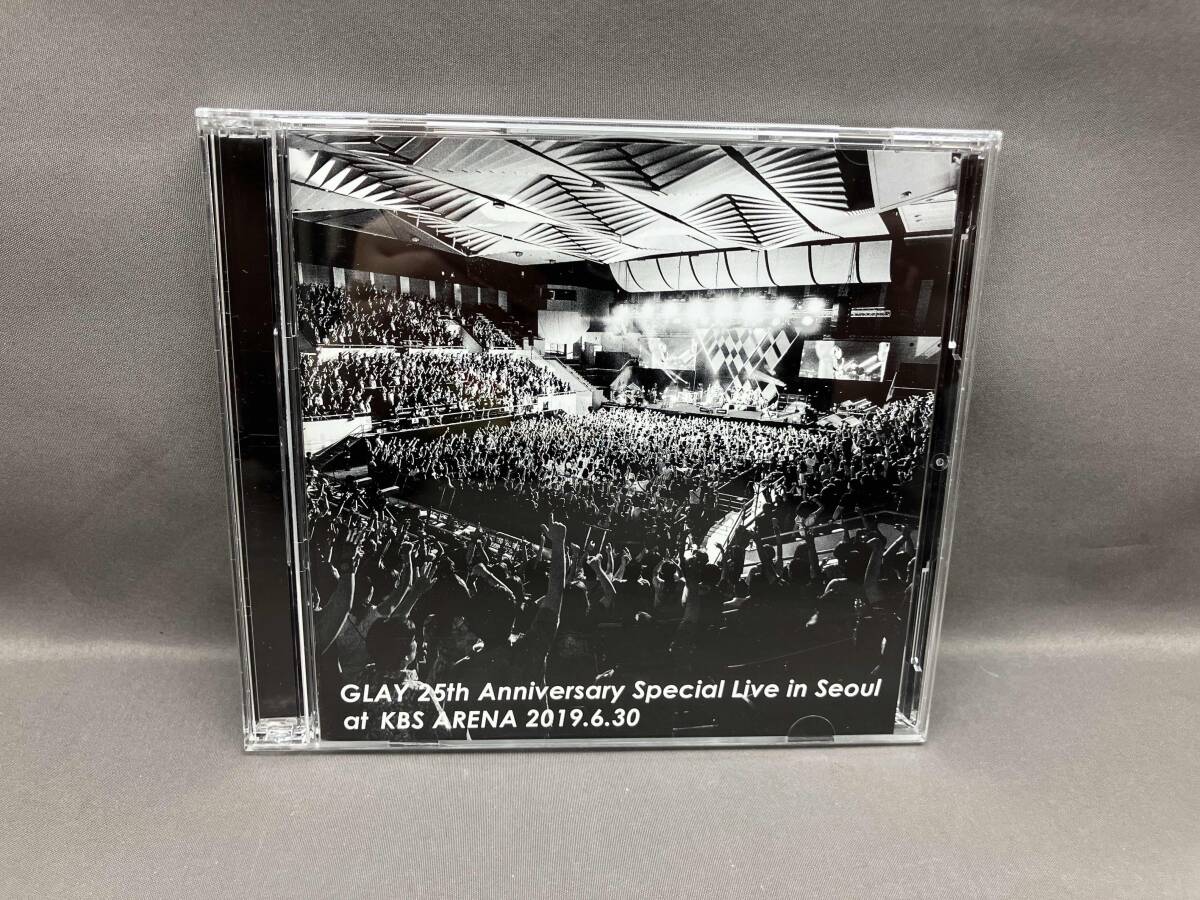 GLAY 25th Anniversary Special Live in Seoul
at KBS ARENA 2019.6.30